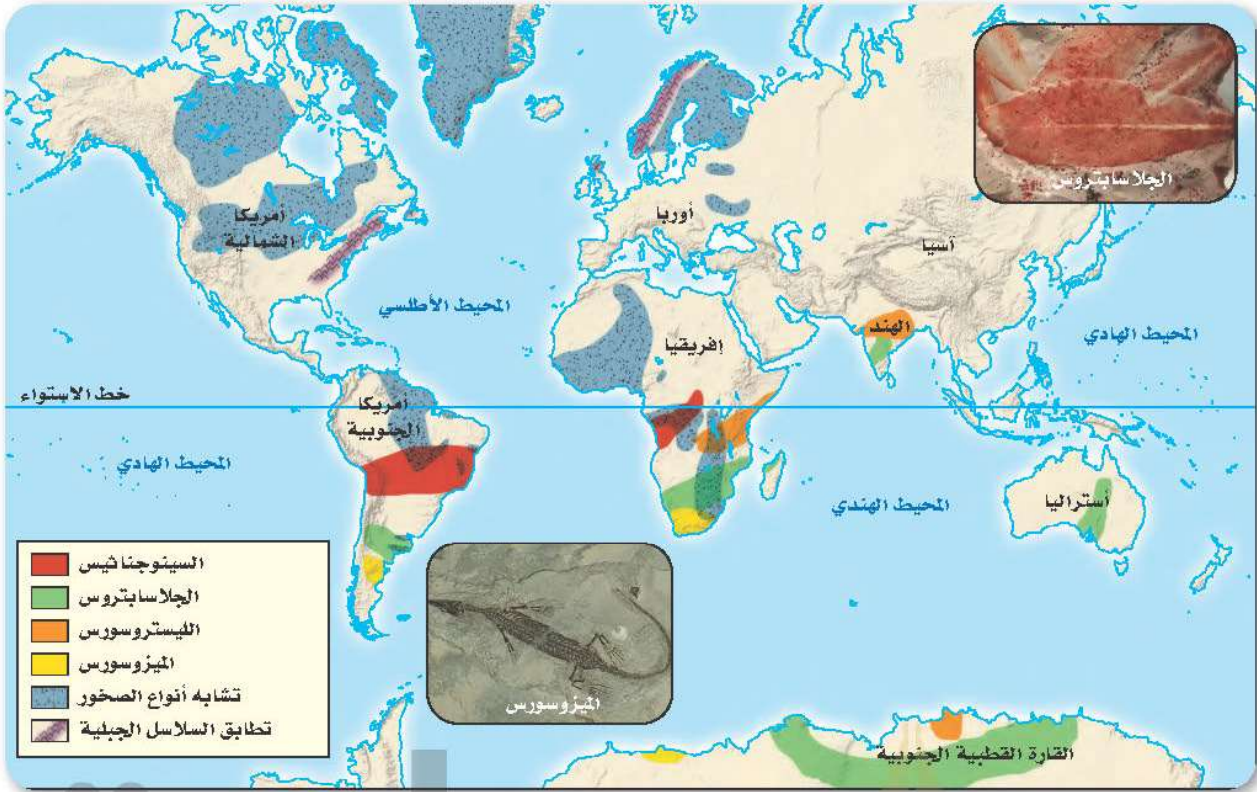 الجلاسابتروس
أمريكا
الشمالية
أوربا
آسيا
المحيط الأطلسي
إفريقيا
الهند
المحيط الهادي
خط الاستواء
أمريكا
الجنوبية
المحيط الهادي
المحيط الهندي
أستراليا
السينوجناثيس
الجلاسابتروس
الليستروسورس
الميزوسورس
تشابه أنواع الصخور
تطابق السلاسل الجبلية
الميزوسورس
القارة القطبية الجنوبية